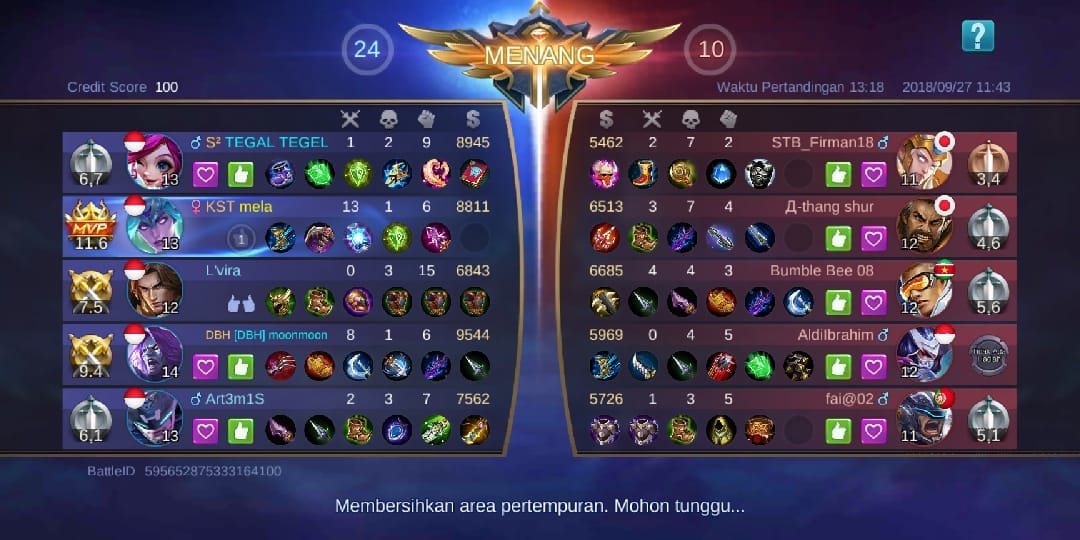 24
MENANG
10
?
Credit Score 100
Waktu Pertandingan 13:18 2018/09/27 11:43
S² TEGAL TEGEL 1 2 9 8945
6,7 13
5462 2 7 2 STB_Firman18
11 3,4
KST mela 13 1 6 8811
MVP
11.6 13 1
6513 3 7 4 Д-thang shur
12 4,6
L'vira 0 3 15 6843
7.5 12
6685 4 4 3 Bumble Bee 08
12 5,6
DBH [DBH] moonmoon 8 1 6 9544
9.4 14
5969 0 4 5 AldiIbrahim
12
Art3m1S 2 3 7 7562
6,1 13
5726 1 3 5 fai@02
11 5,1
BattleID 595652875333164100
Membersihkan area pertempuran. Mohon tunggu...